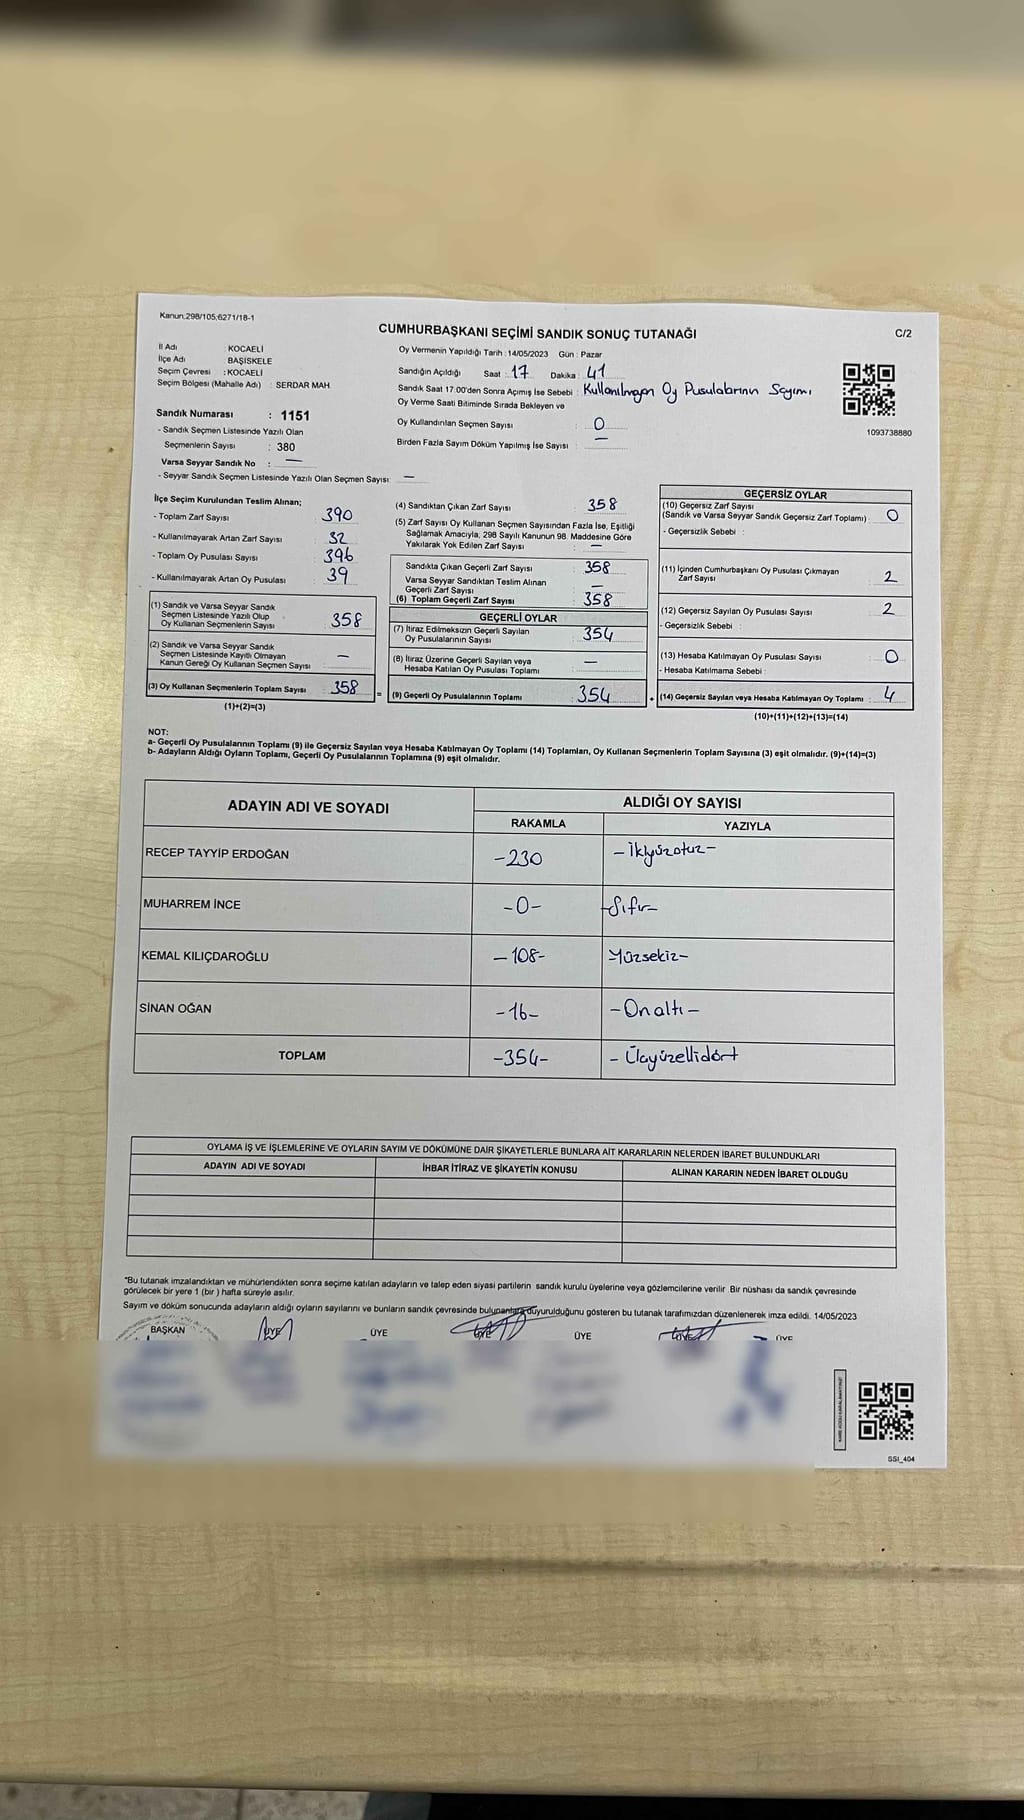 Kanun:298/105,6271/18-1
CUMHURBAŞKANI SEÇİMİ SANDIK SONUÇ TUTANAĞI
C/2
İl Adı KOCAELİ
İlçe Adı BAŞİSKELE
Seçim Çevresi : KOCAELİ
Seçim Bölgesi (Mahalle Adı) : SERDAR MAH.
Sandık Numarası : 1151
- Sandık Seçmen Listesinde Yazılı Olan
Seçmenlerin Sayısı : 380
Varsa Seyyar Sandık No : —
- Seyyar Sandık Seçmen Listesinde Yazılı Olan Seçmen Sayısı: —
Oy Vermenin Yapıldığı Tarih : 14/05/2023 Gün : Pazar
Sandığın Açıldığı Saat : 17 Dakika : 41
Sandık Saat 17:00'den Sonra Açımış İse Sebebi : Kullanılmayan Oy Pusulalarının Sayımı
Oy Verme Saati Bitiminde Sırada Bekleyen ve
Oy Kullandırılan Seçmen Sayısı : 0
Birden Fazla Sayım Döküm Yapılmış İse Sayısı : —
1093738880
İlçe Seçim Kurulundan Teslim Alınan;
- Toplam Zarf Sayısı 390
- Kullanılmayarak Artan Zarf Sayısı 32
- Toplam Oy Pusulası Sayısı 396
- Kullanılmayarak Artan Oy Pusulası 39
(1) Sandık ve Varsa Seyyar Sandık
Seçmen Listesinde Yazılı Olup
Oy Kullanan Seçmenlerin Sayısı 358
(2) Sandık ve Varsa Seyyar Sandık
Seçmen Listesinde Kayıtlı Olmayan
Kanun Gereği Oy Kullanan Seçmen Sayısı —
(3) Oy Kullanan Seçmenlerin Toplam Sayısı 358 =
(1)+(2)=(3)
(4) Sandıktan Çıkan Zarf Sayısı : 358
(5) Zarf Sayısı Oy Kullanan Seçmen Sayısından Fazla İse, Eşitliği
Sağlamak Amacıyla, 298 Sayılı Kanunun 98. Maddesine Göre
Yakılarak Yok Edilen Zarf Sayısı : —
Sandıkta Çıkan Geçerli Zarf Sayısı : 358
Varsa Seyyar Sandıktan Teslim Alınan
Geçerli Zarf Sayısı : —
(6) Toplam Geçerli Zarf Sayısı : 358
GEÇERLİ OYLAR
(7) İtiraz Edilmeksizin Geçerli Sayılan
Oy Pusulalarının Sayısı : 354
(8) İtiraz Üzerine Geçerli Sayılan veya
Hesaba Katılan Oy Pusulası Toplamı : —
(9) Geçerli Oy Pusulalarının Toplamı : 354
GEÇERSİZ OYLAR
(10) Geçersiz Zarf Sayısı
(Sandık ve Varsa Seyyar Sandık Geçersiz Zarf Toplamı) : 0
- Geçersizlik Sebebi :
(11) İçinden Cumhurbaşkanı Oy Pusulası Çıkmayan
Zarf Sayısı : 2
(12) Geçersiz Sayılan Oy Pusulası Sayısı : 2
- Geçersizlik Sebebi :
(13) Hesaba Katılmayan Oy Pusulası Sayısı : 0
- Hesaba Katılmama Sebebi :
(14) Geçersiz Sayılan veya Hesaba Katılmayan Oy Toplamı : 4
(10)+(11)+(12)+(13)=(14)
NOT:
a- Geçerli Oy Pusulalarının Toplamı (9) ile Geçersiz Sayılan veya Hesaba Katılmayan Oy Toplamı (14) Toplamları, Oy Kullanan Seçmenlerin Toplam Sayısına (3) eşit olmalıdır. (9)+(14)=(3)
b- Adayların Aldığı Oyların Toplamı, Geçerli Oy Pusulalarının Toplamına (9) eşit olmalıdır.
ADAYIN ADI VE SOYADI ALDIĞI OY SAYISI
RAKAMLA YAZIYLA
RECEP TAYYİP ERDOĞAN -230 -İkiyüzotuz-
MUHARREM İNCE -0- -Sıfır-
KEMAL KILIÇDAROĞLU -108- Yüzsekiz-
SİNAN OĞAN -16- -Onaltı-
TOPLAM -354- - Üçyüzellidört
OYLAMA İŞ VE İŞLEMLERİNE VE OYLARIN SAYIM VE DÖKÜMÜNE DAİR ŞİKAYETLERLE BUNLARA AİT KARARLARIN NELERDEN İBARET BULUNDUKLARI
ADAYIN ADI VE SOYADI İHBAR İTİRAZ VE ŞİKAYETİN KONUSU ALINAN KARARIN NEDEN İBARET OLDUĞU
*Bu tutanak imzalandıktan ve mühürlendikten sonra seçime katılan adayların ve talep eden siyasi partilerin sandık kurulu üyelerine veya gözlemcilerine verilir. Bir nüshası da sandık çevresinde
görülecek bir yere 1 (bir ) hafta süreyle asılır.
Sayım ve döküm sonucunda adayların aldığı oyların sayılarını ve bunların sandık çevresinde bulunanlara duyurulduğunu gösteren bu tutanak tarafımızdan düzenlenerek imza edildi. 14/05/2023
BAŞKAN ÜYE ÜYE ÜYE ÜYE ÜYE ÜYE
SSI_404